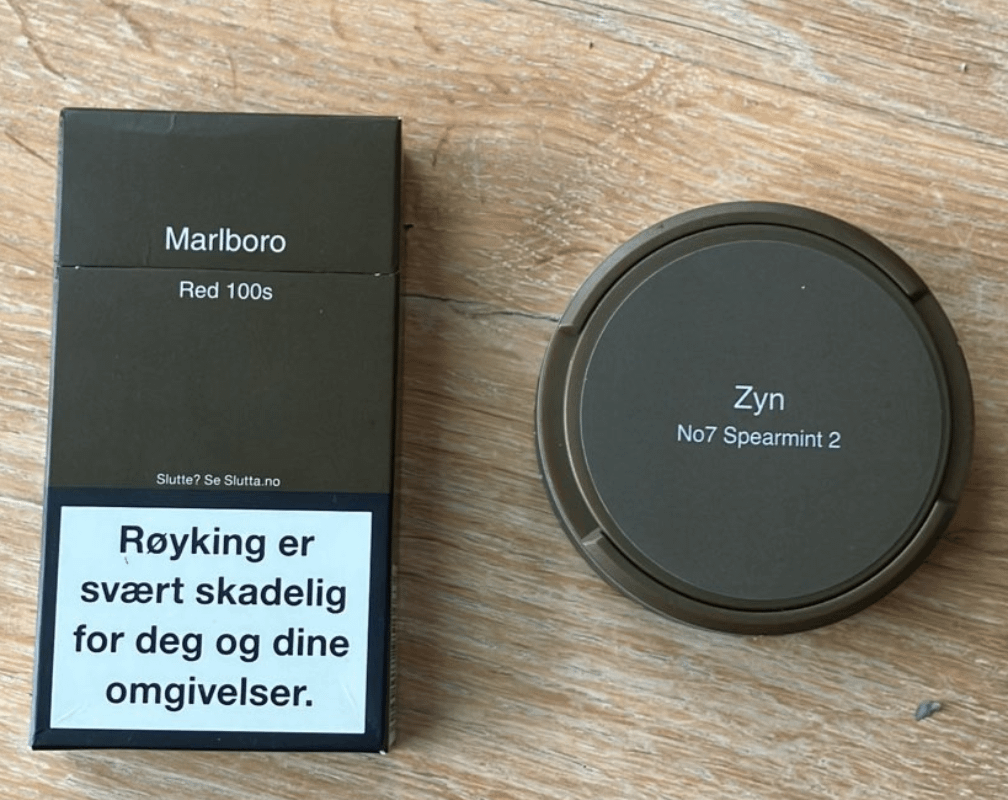 Marlboro
Red 100s
Slutte? Se Slutta.no
Røyking er
svært skadelig
for deg og dine
omgivelser.
Zyn
No7 Spearmint 2